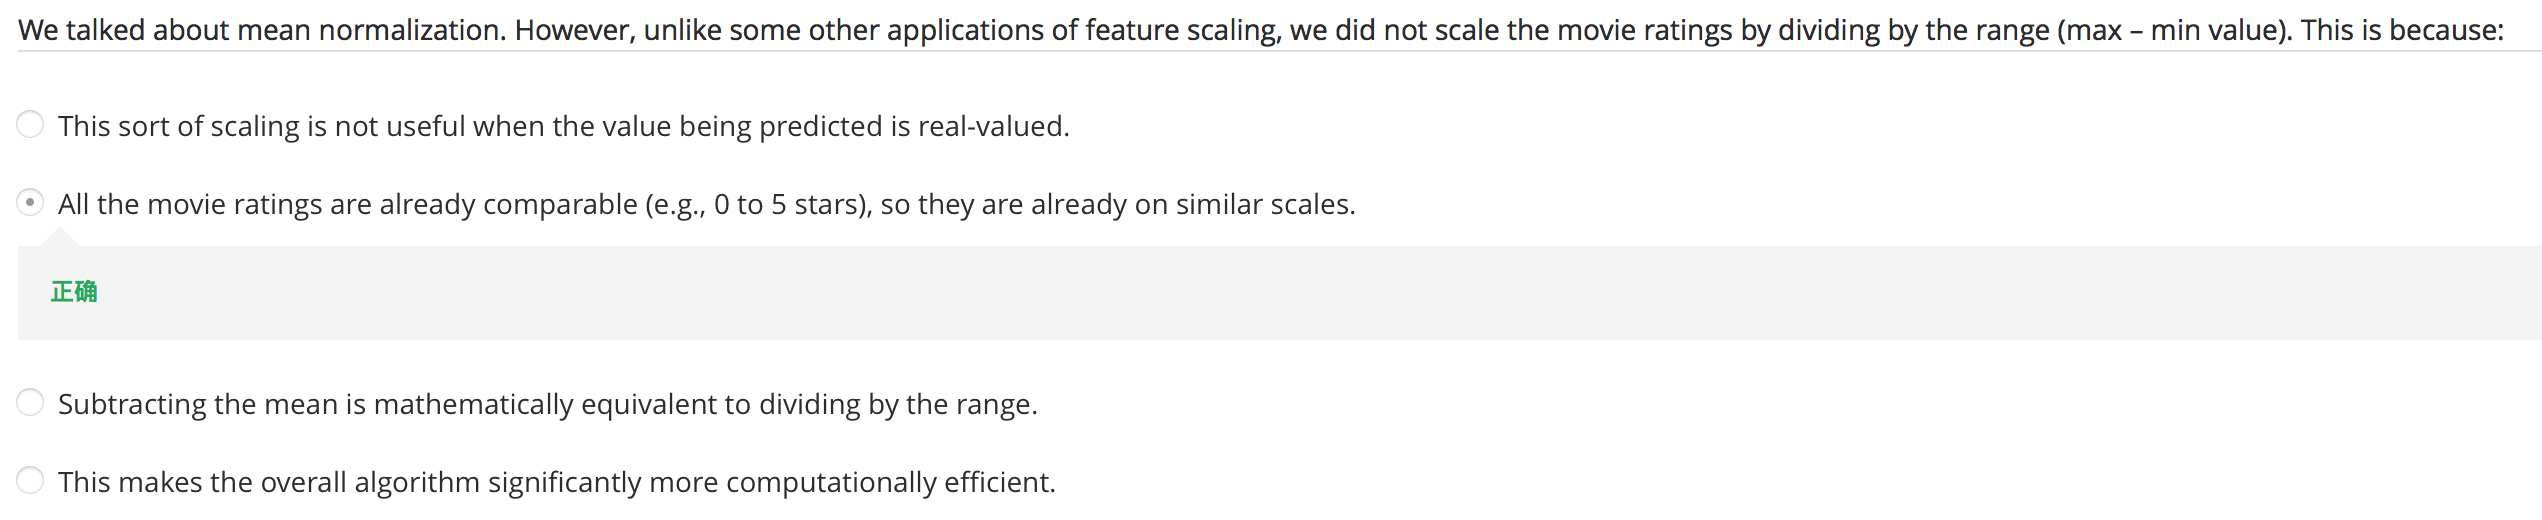 We talked about mean normalization. However, unlike some other applications of feature scaling, we did not scale the movie ratings by dividing by the range (max – min value). This is because:
This sort of scaling is not useful when the value being predicted is real-valued.
All the movie ratings are already comparable (e.g., 0 to 5 stars), so they are already on similar scales.
正确
Subtracting the mean is mathematically equivalent to dividing by the range.
This makes the overall algorithm significantly more computationally efficient.